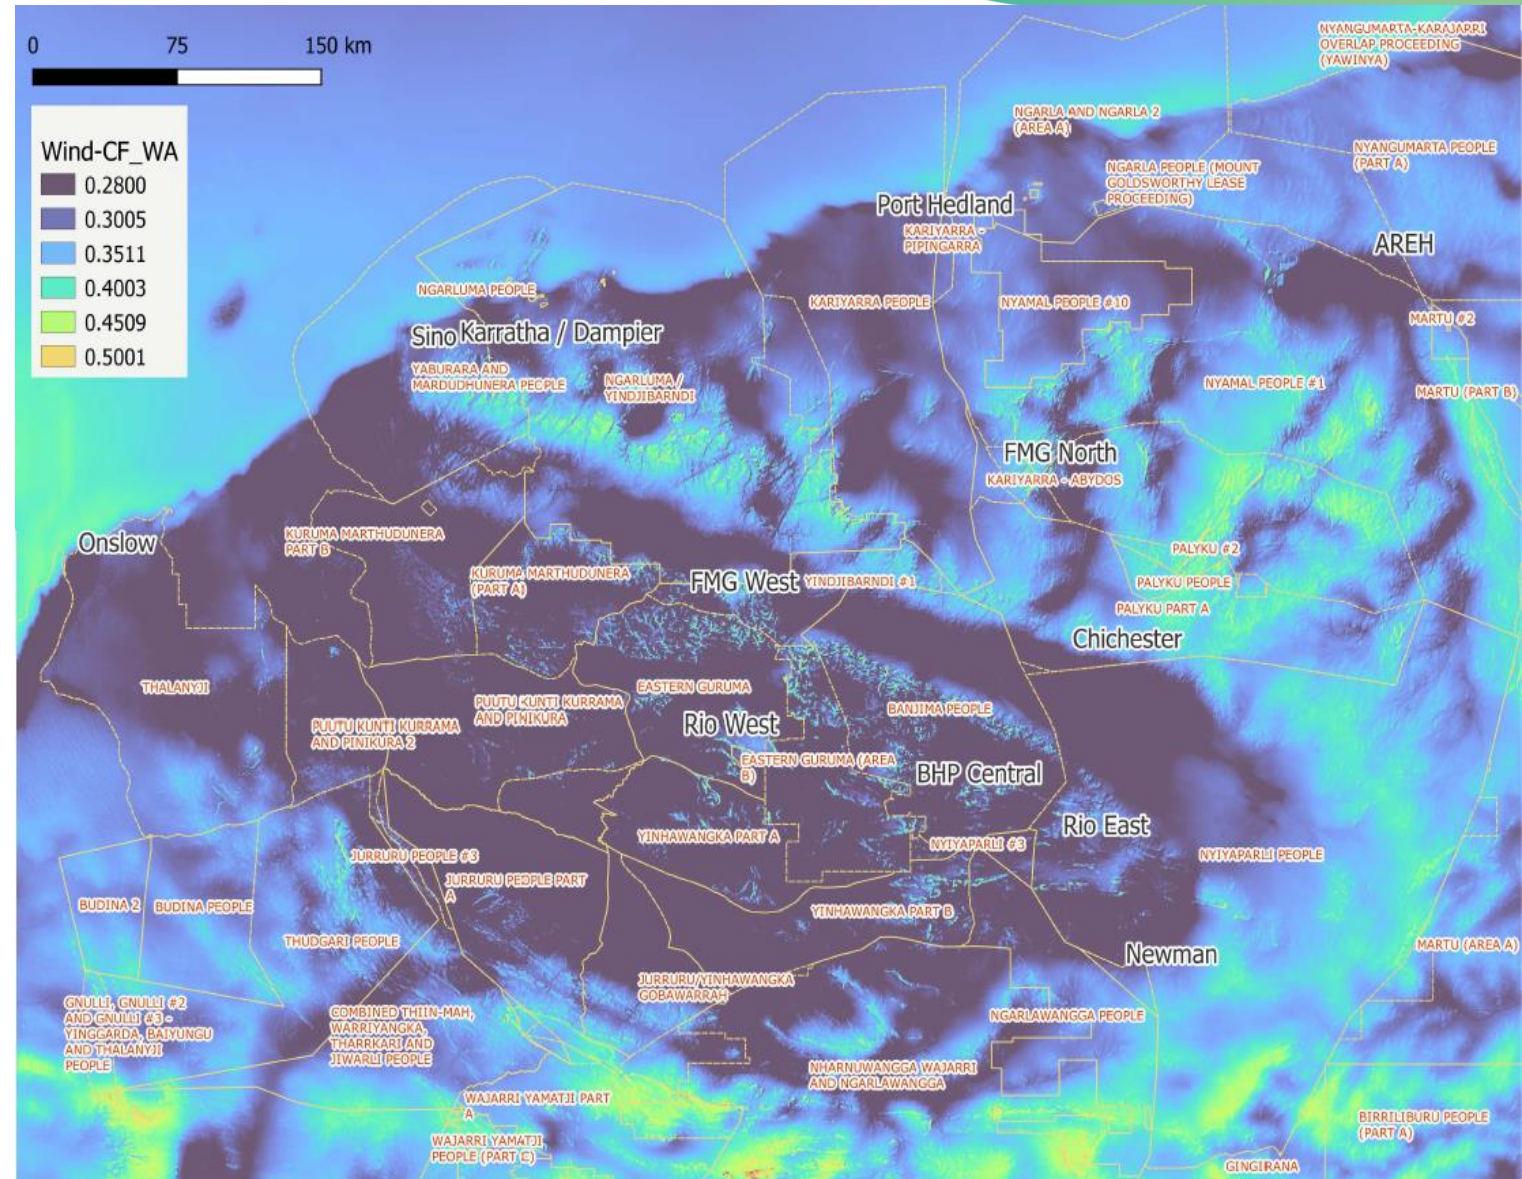 0 75 150 km
Wind-CF_WA
0.2800
0.3005
0.3511
0.4003
0.4509
0.5001
NYANGUMARTA-KARAJARRI
OVERLAP PROCEEDING
(YAWINYA)
NGARLA AND NGARLA 2
(AREA A)
NYANGUMARTA PEOPLE
(PART A)
NGARLA PEOPLE (MOUNT
GOLDSWORTHY LEASE
PROCEEDING)
Port Hedland
KARIYARRA -
PIPINGARRA
AREH
NGARLUMA PEOPLE
KARIYARRA PEOPLE
NYAMAL PEOPLE #10
MARTU #2
Sino
Karratha / Dampier
YABURARA AND
MARDUDHUNERA PEOPLE
NGARLUMA /
YINDJIBARNDI
NYAMAL PEOPLE #1
MARTU (PART B)
FMG North
KARIYARRA - ABYDOS
Onslow
KURUMA MARTHUDUNERA
PART B
PALYKU #2
KURUMA MARTHUDUNERA
(PART A)
FMG West
YINDJIBARNDI #1
PALYKU PEOPLE
PALYKU PART A
Chichester
THALANYJI
EASTERN GURUMA
PUUTU KUNTI KURRAMA
AND PINIKURA
BANJIMA PEOPLE
PUUTU KUNTI KURRAMA
AND PINIKURA 2
Rio West
EASTERN GURUMA (AREA
B)
BHP Central
Rio East
YINHAWANGKA PART A
NYIYAPARLI #3
NYIYAPARLI PEOPLE
JURRURU PEOPLE #3
JURRURU PEOPLE PART
A
BUDINA 2
BUDINA PEOPLE
YINHAWANGKA PART B
THUDGARI PEOPLE
MARTU (AREA A)
Newman
JURRURU/YINHAWANGKA
GOBAWARRAH
GNULLI, GNULLI #2
AND GNULLI #3 -
YINGGARDA, BAIYUNGU
AND THALANYJI
PEOPLE
COMBINED THIIN-MAH,
WARRIYANGKA,
THARRKARI AND
JIWARLI PEOPLE
NGARLAWANGGA PEOPLE
NHARNUWANGGA WAJARRI
AND NGARLAWANGGA
WAJARRI YAMATJI PART
A
BIRRILIBURU PEOPLE
(PART A)
WAJARRI YAMATJI
PEOPLE (PART C)
GINGIRANA